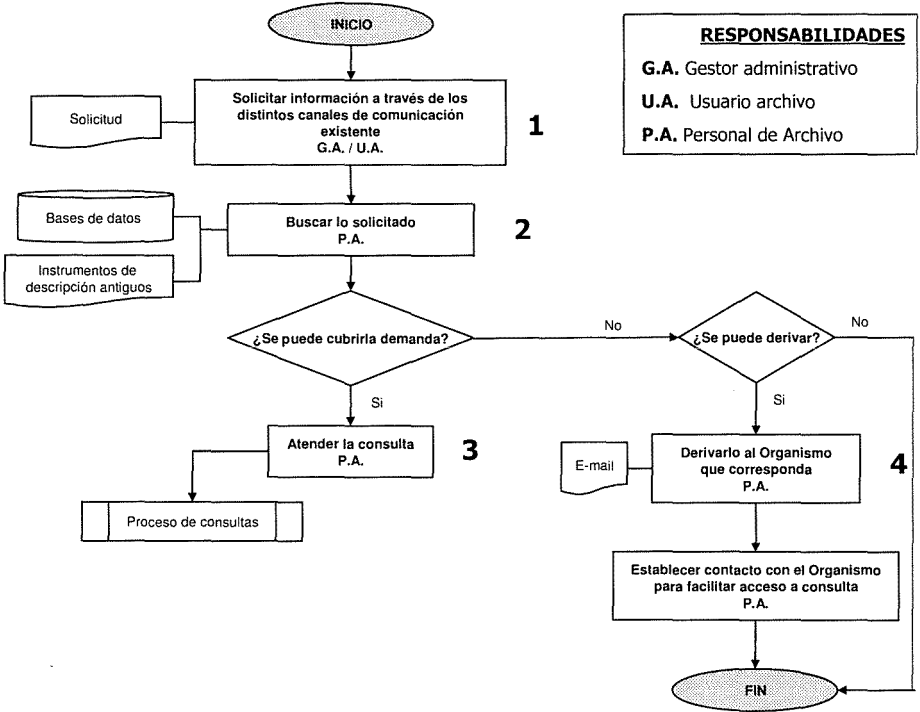 INICIO
RESPONSABILIDADES
G.A. Gestor administrativo
U.A. Usuario archivo
P.A. Personal de Archivo
Solicitud
Solicitar información a través de los
distintos canales de comunicación
existente
G.A. / U.A.
1
Bases de datos
Instrumentos de
descripción antiguos
Buscar lo solicitado
P.A.
2
¿Se puede cubrirla demanda?
No
¿Se puede derivar?
No
Si
Si
Atender la consulta
P.A.
3
Proceso de consultas
E-mail
Derivarlo al Organismo
que corresponda
P.A.
4
Establecer contacto con el Organismo
para facilitar acceso a consulta
P.A.
FIN